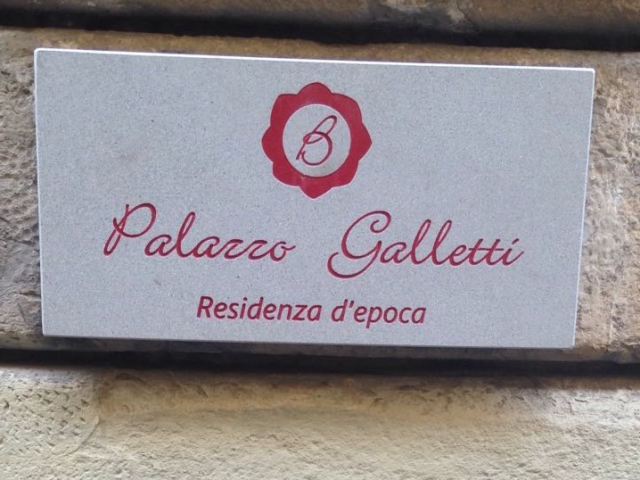 B
Palazzo Galletti
Residenza d'epoca